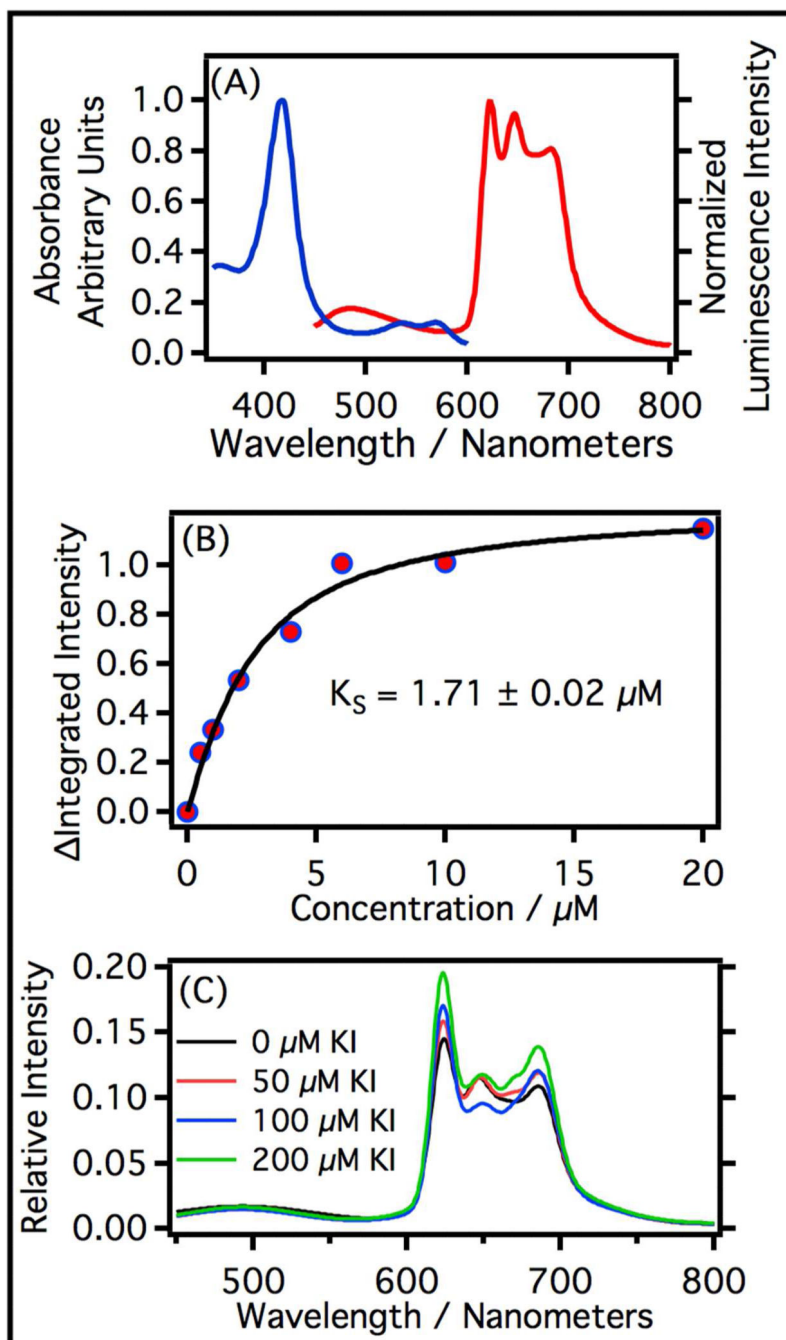 (A)
Absorbance
Arbitrary Units
1.0
0.8
0.6
0.4
0.2
0.0
Normalized
Luminescence Intensity
400 500 600 700 800
Wavelength / Nanometers
(B)
ΔIntegrated Intensity
1.0
0.8
0.6
0.4
0.2
0.0
K_S = 1.71 ± 0.02 µM
0 5 10 15 20
Concentration / µM
(C)
Relative Intensity
0.20
0.15
0.10
0.05
0.00
0 µM KI
50 µM KI
100 µM KI
200 µM KI
500 600 700 800
Wavelength / Nanometers